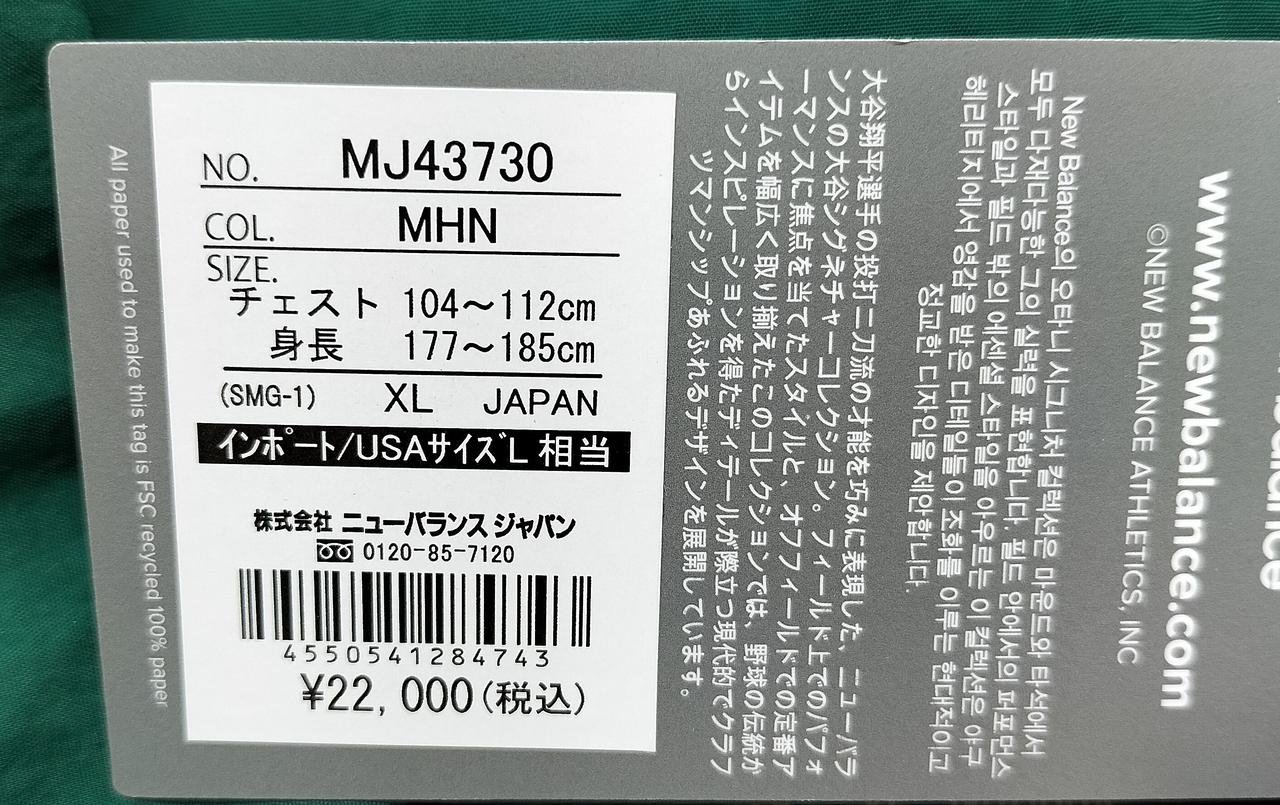 NO. MJ43730
COL. MHN
SIZE.
チェスト 104～112cm
身長 177～185cm
(SMG-1) XL JAPAN
インポート/USAサイズL 相当
株式会社 ニューバランス ジャパン
0120-85-7120
4550541284743
¥22,000(税込)
All paper used to make this tag is FSC recycled 100% paper
大谷翔平選手の投打二刀流の才能を巧みに表現した、ニューバラ
ンスの大谷シグネチャーコレクション。フィールド上でのパフォ
ーマンスに焦点を当てたスタイルと、オフフィールドでの定番ア
イテムを幅広く取り揃えたこのコレクションでは、野球の伝統か
らインスピレーションを得たディテールが際立つ現代的でクラフ
ツマンシップあふれるデザインを展開しています。
New Balance의 오타니 시그니처 컬렉션은 마운드와 타석에서
모두 다재다능한 그의 실력을 표현합니다. 필드 안에서의 퍼포먼스
스타일과 필드 밖의 에센셜 스타일을 아우르는 이 컬렉션은 야구
헤리티지에서 영감을 받은 디테일들이 조화를 이루는 현대적이고
정교한 디자인을 제안합니다.
©NEW BALANCE ATHLETICS, INC
www.newbalance.com